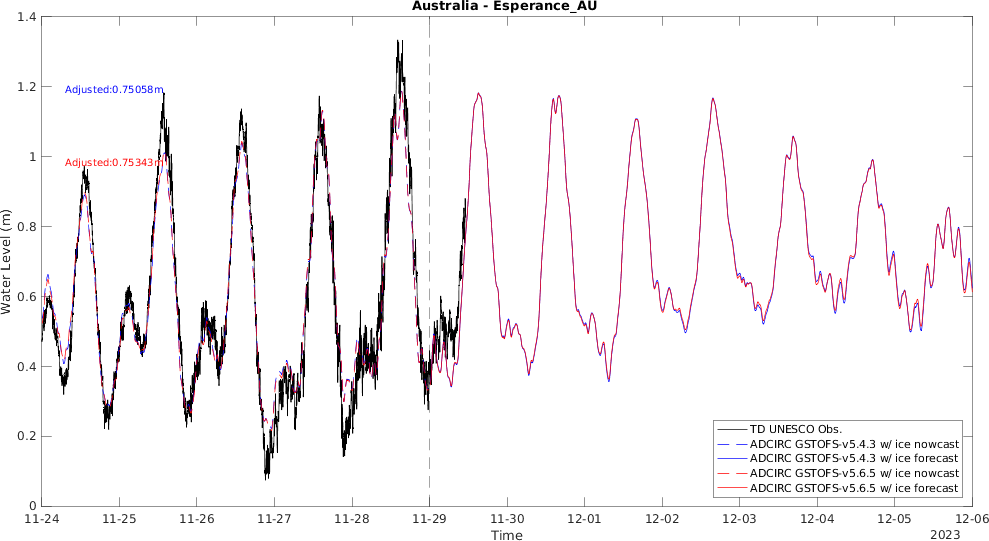 Australia - Esperance_AU
1.4
1.2
1
0.8
0.6
0.4
0.2
0
Water Level (m)
Adjusted:0.75058m
Adjusted:0.75343m
TD UNESCO Obs.
ADCIRC GSTOFS-v5.4.3 w/ ice nowcast
ADCIRC GSTOFS-v5.4.3 w/ ice forecast
ADCIRC GSTOFS-v5.6.5 w/ ice nowcast
ADCIRC GSTOFS-v5.6.5 w/ ice forecast
11-24 11-25 11-26 11-27 11-28 11-29 11-30 12-01 12-02 12-03 12-04 12-05 12-06
Time
2023